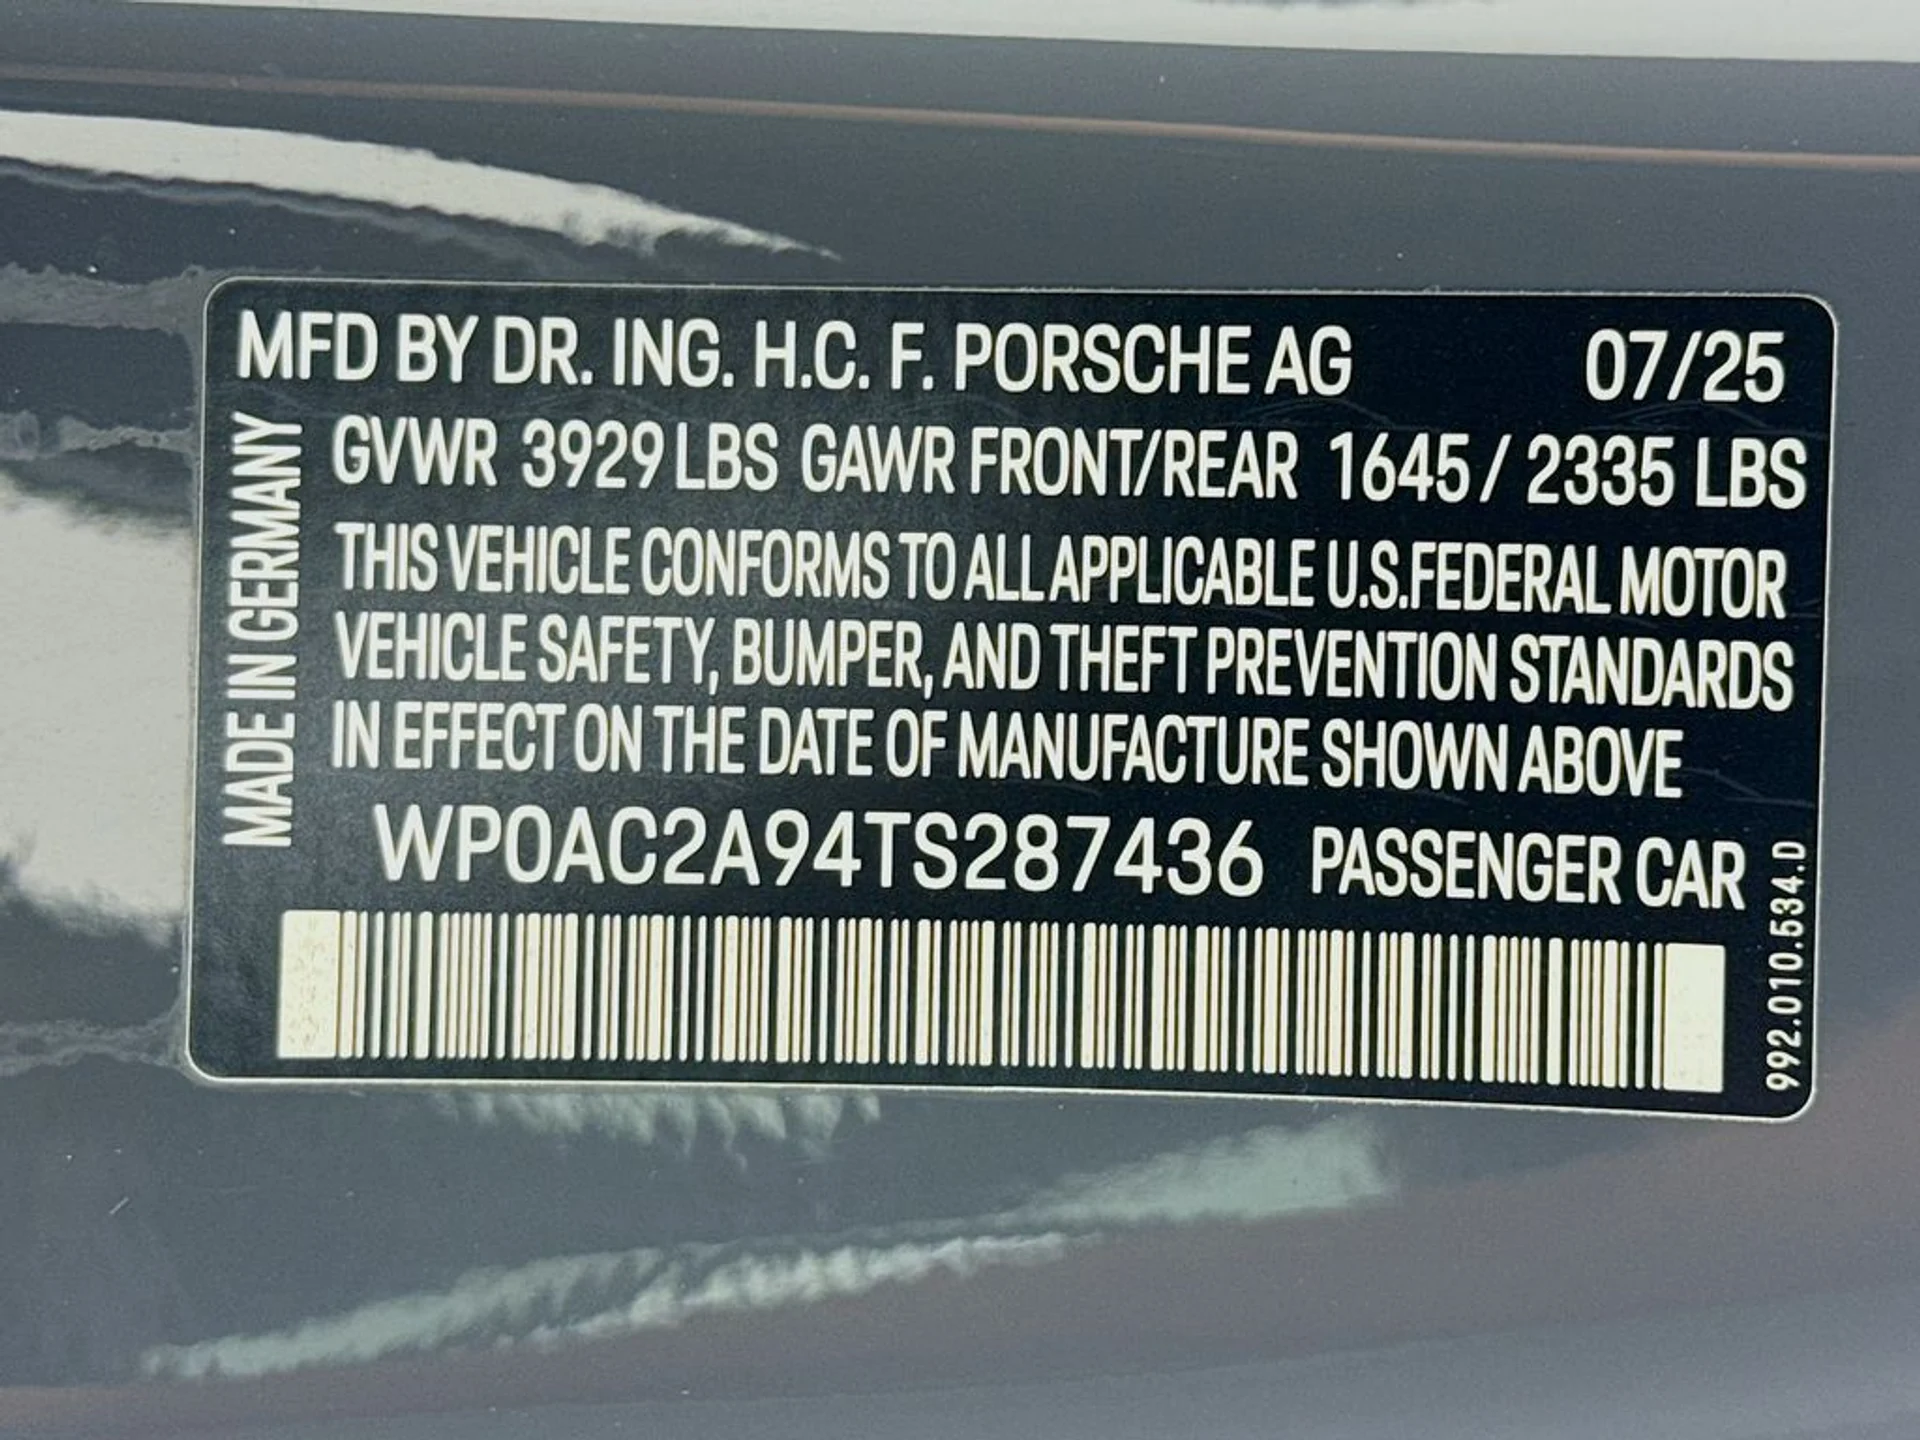 MFD BY DR. ING. H.C. F. PORSCHE AG 07/25
GVWR 3929 LBS GAWR FRONT/REAR 1645 / 2335 LBS
THIS VEHICLE CONFORMS TO ALL APPLICABLE U.S.FEDERAL MOTOR
VEHICLE SAFETY, BUMPER, AND THEFT PREVENTION STANDARDS
IN EFFECT ON THE DATE OF MANUFACTURE SHOWN ABOVE
WP0AC2A94TS287436 PASSENGER CAR
MADE IN GERMANY
992.010.534.D